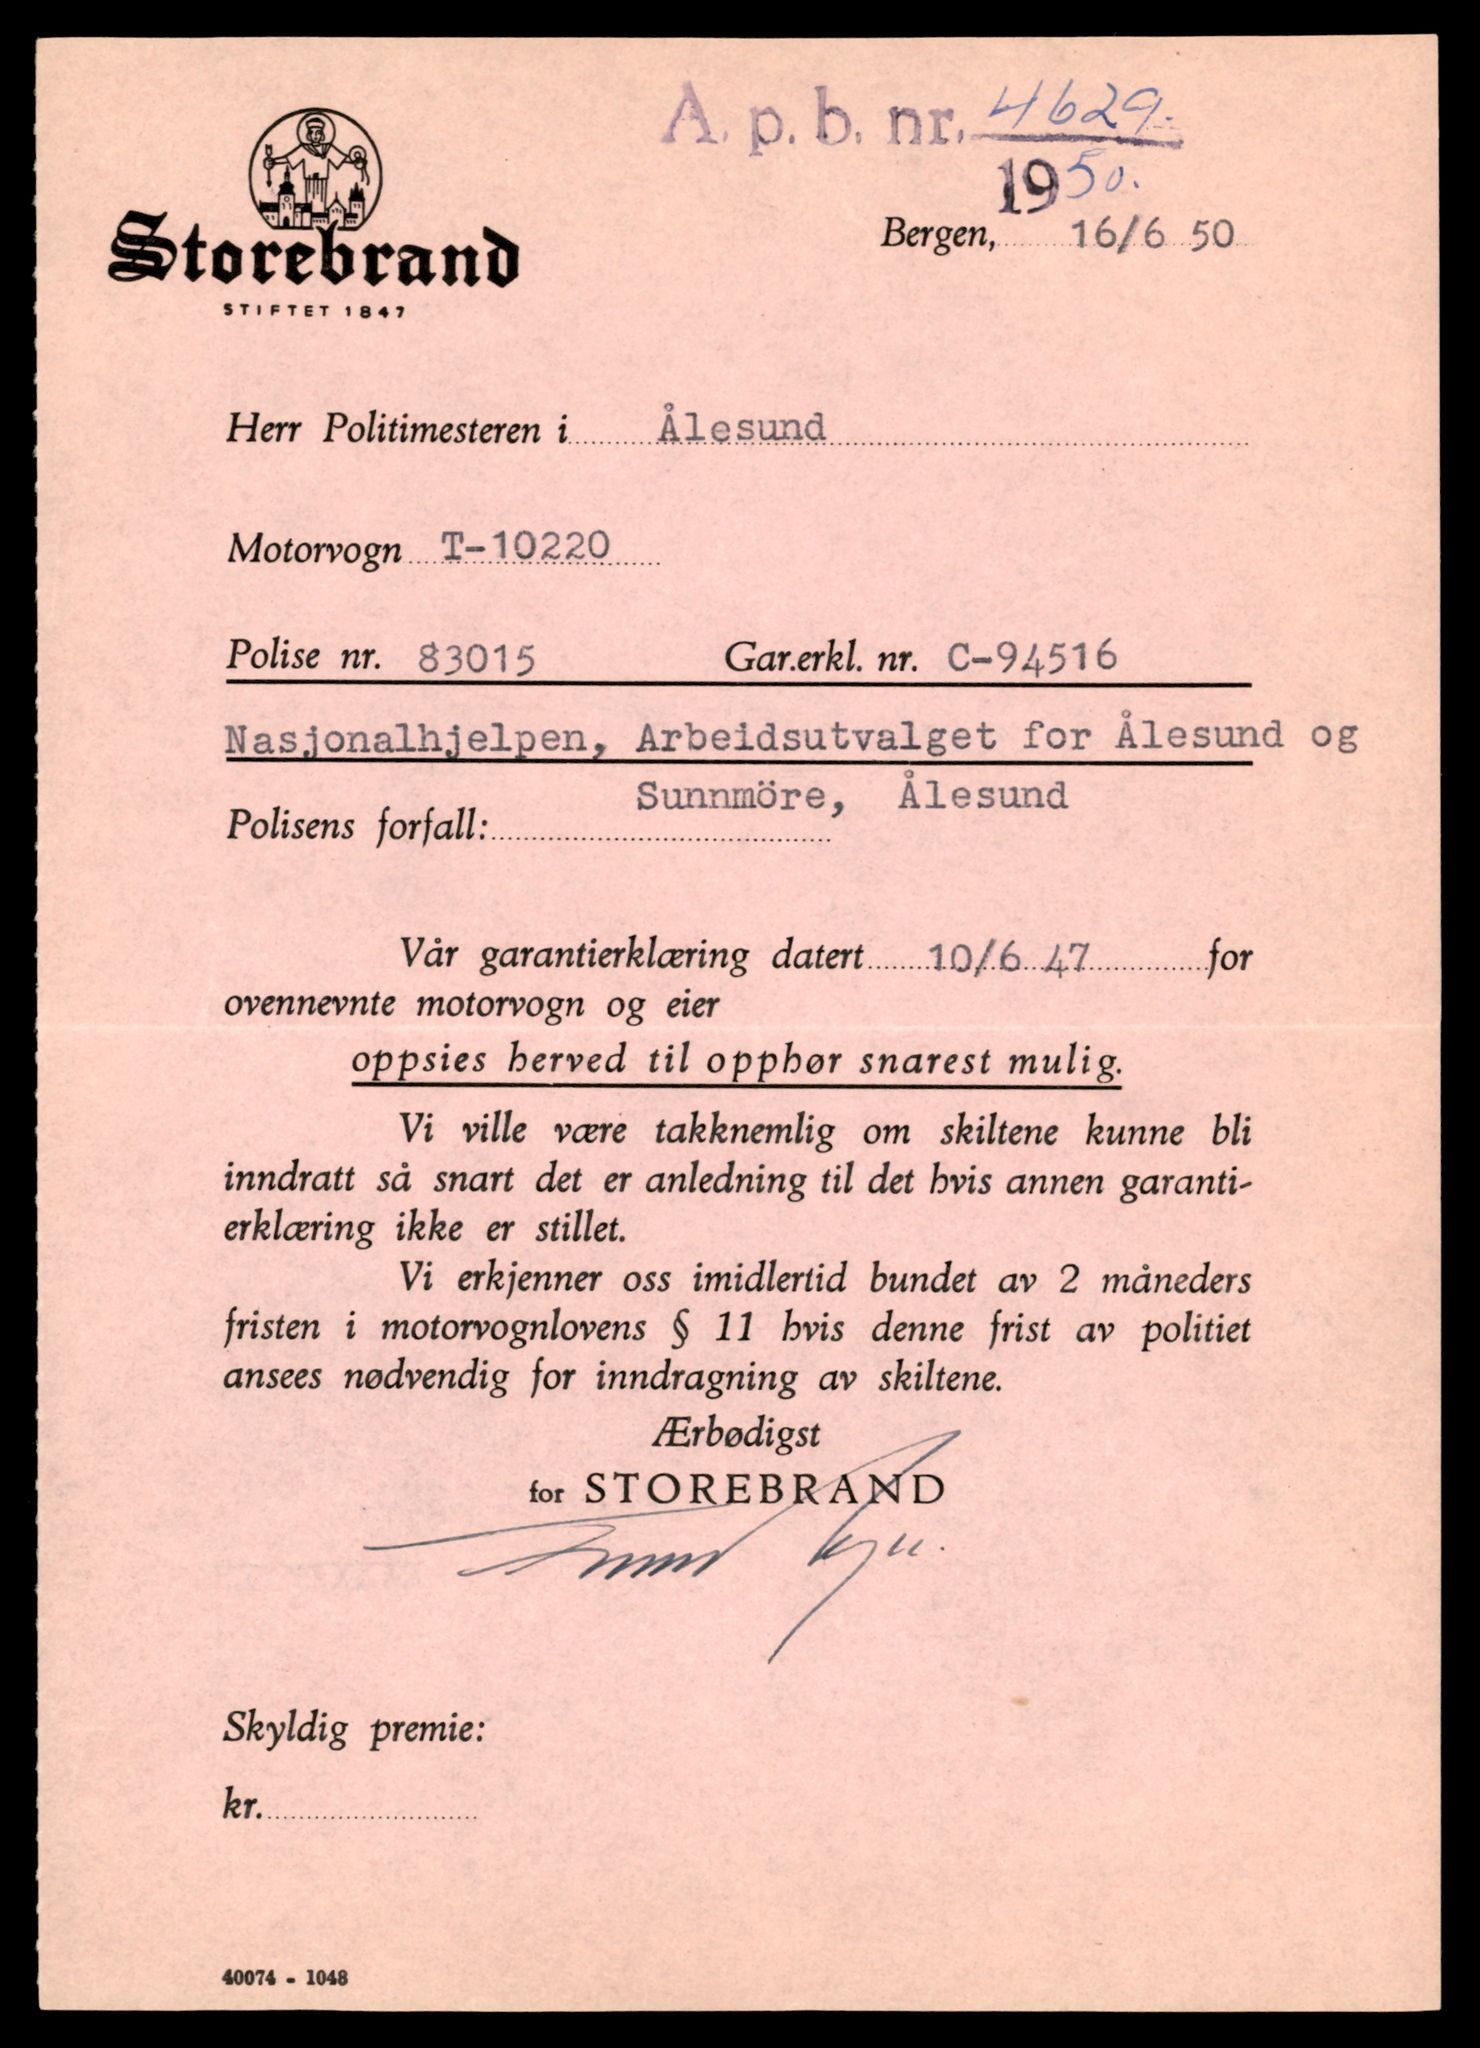 A. p. b. nr. 4629.
1950.
Storebrand
STIFTET 1847
Bergen, 16/6 50
Herr Politimesteren i Ålesund
Motorvogn T-10220
Polise nr. 83015 Gar.erkl. nr. C-94516
Nasjonalhjelpen, Arbeidsutvalget for Ålesund og
Sunnmöre, Ålesund
Polisens forfall:
Vår garantierklæring datert 10/6 47 for
ovennevnte motorvogn og eier
oppsies herved til opphør snarest mulig.
Vi ville være takknemlig om skiltene kunne bli
inndratt så snart det er anledning til det hvis annen garanti-
erklæring ikke er stillet.
Vi erkjenner oss imidlertid bundet av 2 måneders
fristen i motorvognlovens § 11 hvis denne frist av politiet
ansees nødvendig for inndragning av skiltene.
Ærbødigst
for STOREBRAND
Skyldig premie:
kr.
40074 - 1048